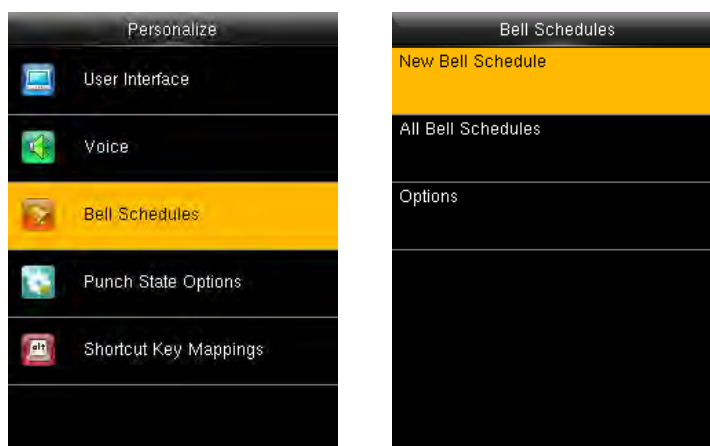 Personalize
User Interface
Voice
Bell Schedules
Punch State Options
alt
Shortcut Key Mappings
Bell Schedules
New Bell Schedule
All Bell Schedules
Options